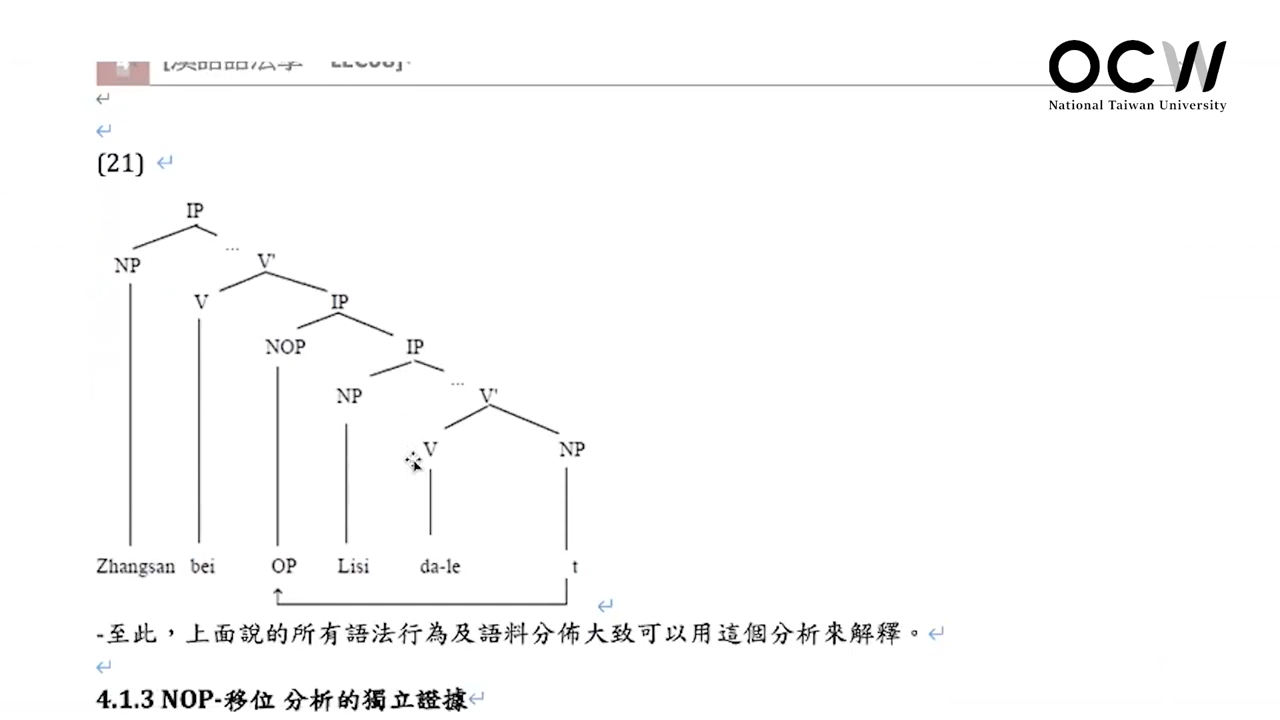 OCW
National Taiwan University
(21)
IP
NP
...
V'
V
IP
NOP
IP
NP
...
V'
V
NP
Zhangsan bei OP Lisi da-le t
-至此，上面說的所有語法行為及語料分佈大致可以用這個分析來解釋。
4.1.3 NOP-移位 分析的獨立證據